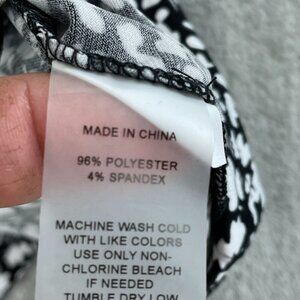 MADE IN CHINA
96% POLYESTER
4% SPANDEX
MACHINE WASH COLD
WITH LIKE COLORS
USE ONLY NON-
CHLORINE BLEACH
IF NEEDED
TUMBLE DRY LOW